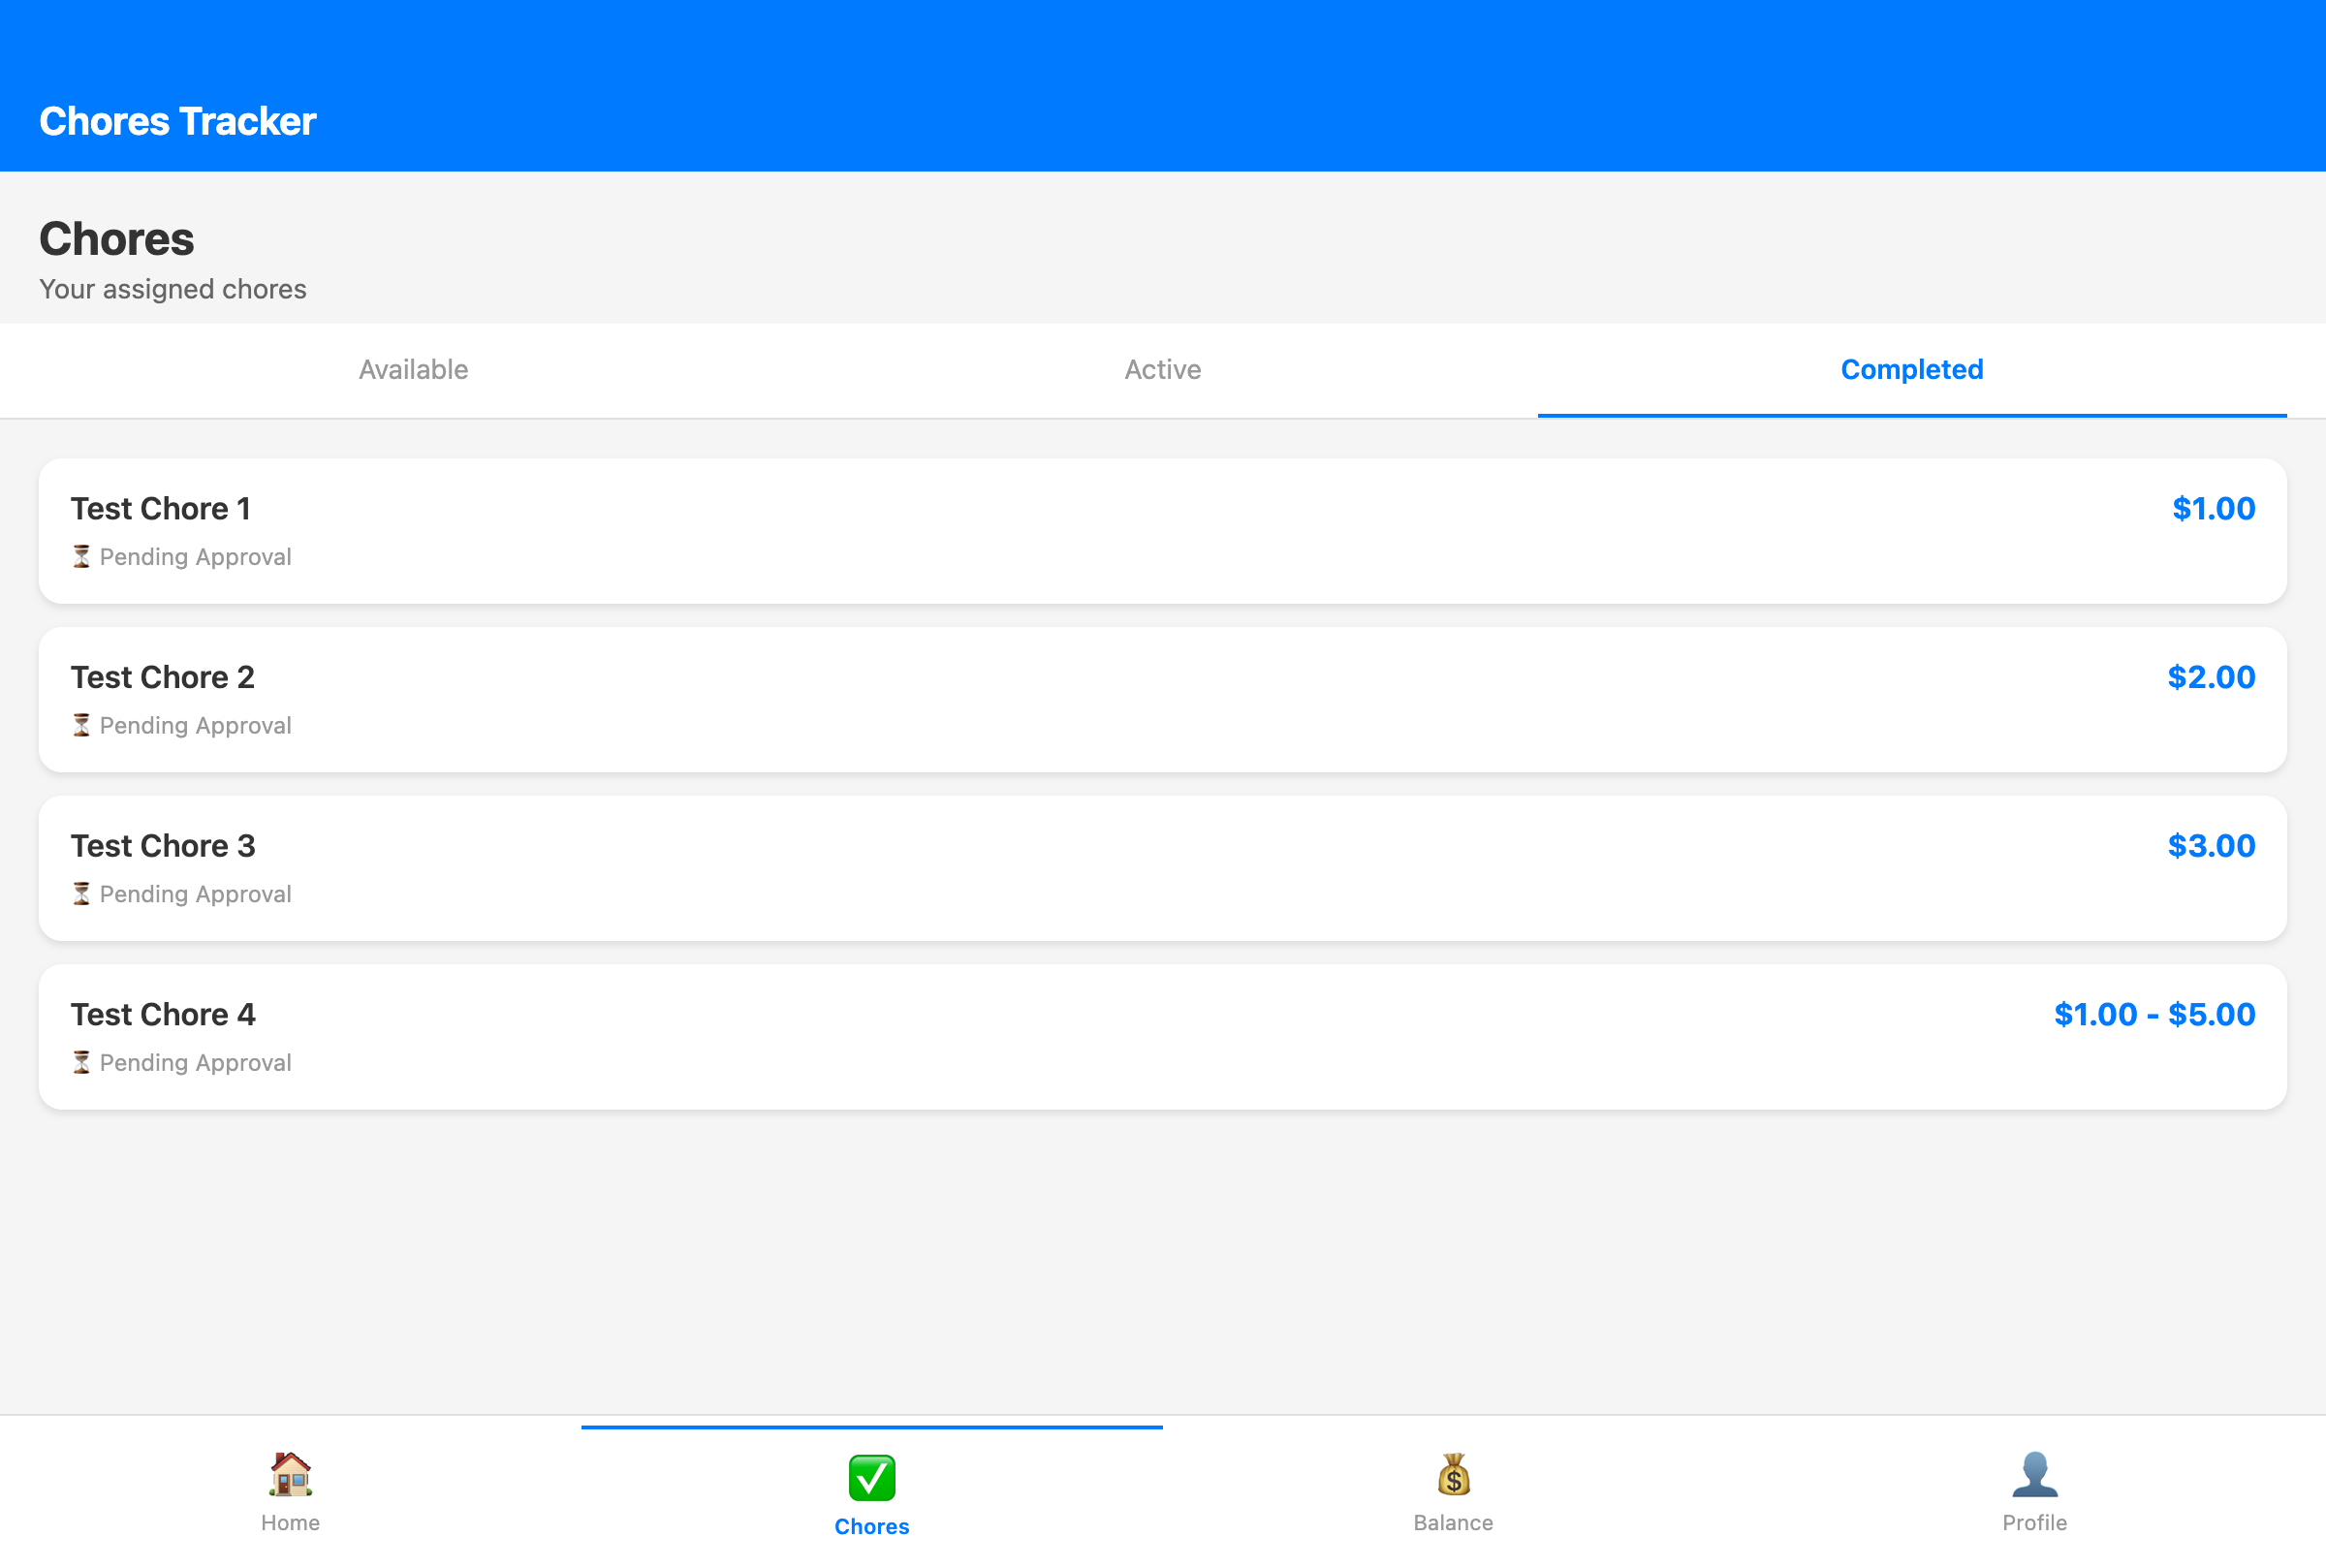 Chores Tracker
Chores
Your assigned chores
Available
Active
Completed
Test Chore 1
$1.00
⏳ Pending Approval
Test Chore 2
$2.00
⏳ Pending Approval
Test Chore 3
$3.00
⏳ Pending Approval
Test Chore 4
$1.00 - $5.00
⏳ Pending Approval
Home
Chores
Balance
Profile